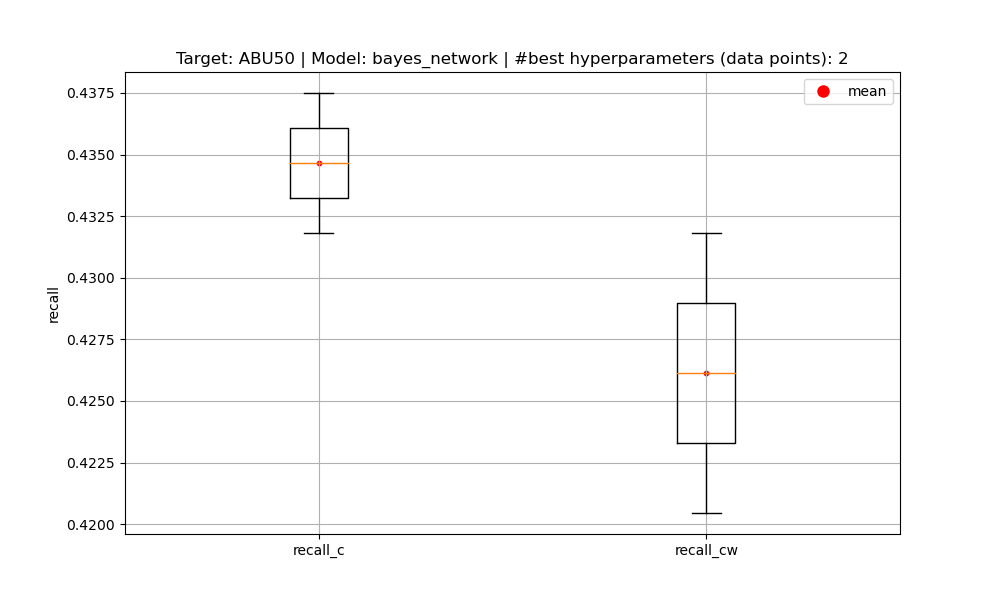 Target: ABU50 | Model: bayes_network | #best hyperparameters (data points): 2
mean
0.4375
0.4350
0.4325
0.4300
0.4275
0.4250
0.4225
0.4200
recall
recall_c
recall_cw